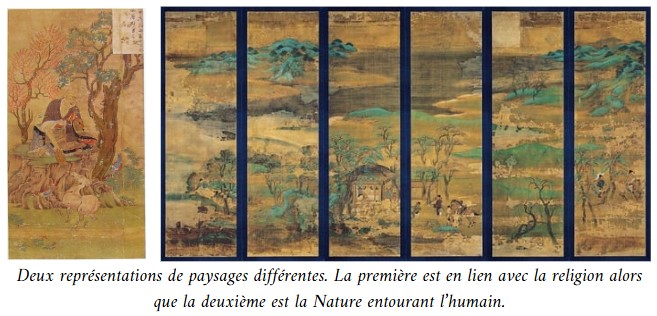 Deux représentations de paysages différentes. La première est en lien avec la religion alors
que la deuxième est la Nature entourant l'humain.